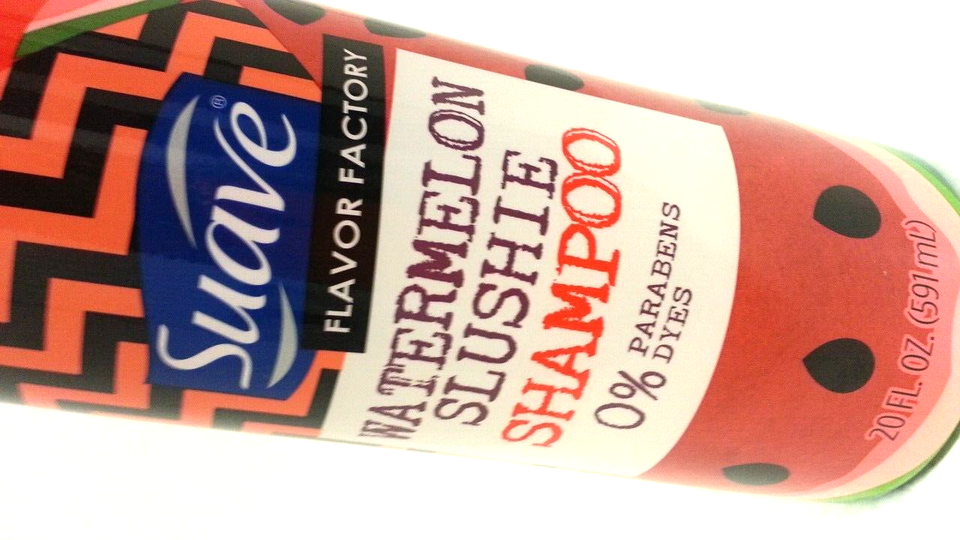 Suave®
FLAVOR FACTORY
WATERMELON
SLUSHIE
SHAMPOO
0% PARABENS
DYES
20 FL. OZ. (591 mL)